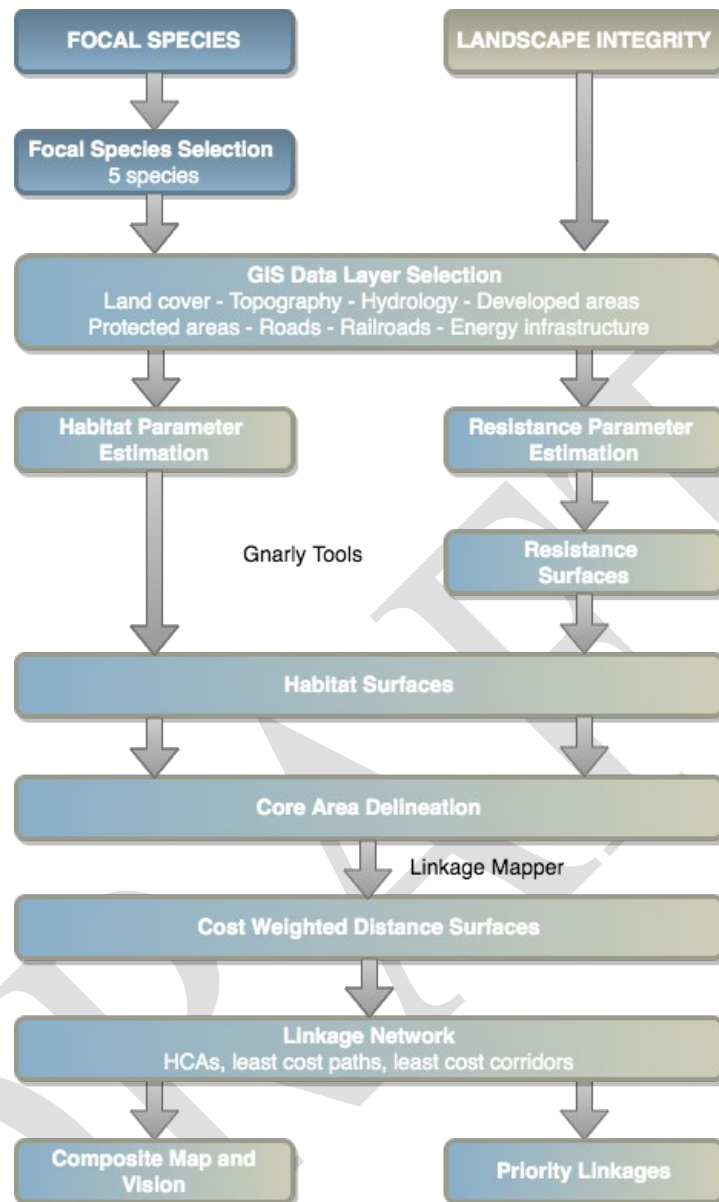 FOCAL SPECIES
LANDSCAPE INTEGRITY
Focal Species Selection
5 species
GIS Data Layer Selection
Land cover - Topography - Hydrology - Developed areas
Protected areas - Roads - Railroads - Energy infrastructure
Habitat Parameter
Estimation
Resistance Parameter
Estimation
Gnarly Tools
Resistance
Surfaces
Habitat Surfaces
Core Area Delineation
Linkage Mapper
Cost Weighted Distance Surfaces
Linkage Network
HCAs, least cost paths, least cost corridors
Composite Map and
Vision
Priority Linkages